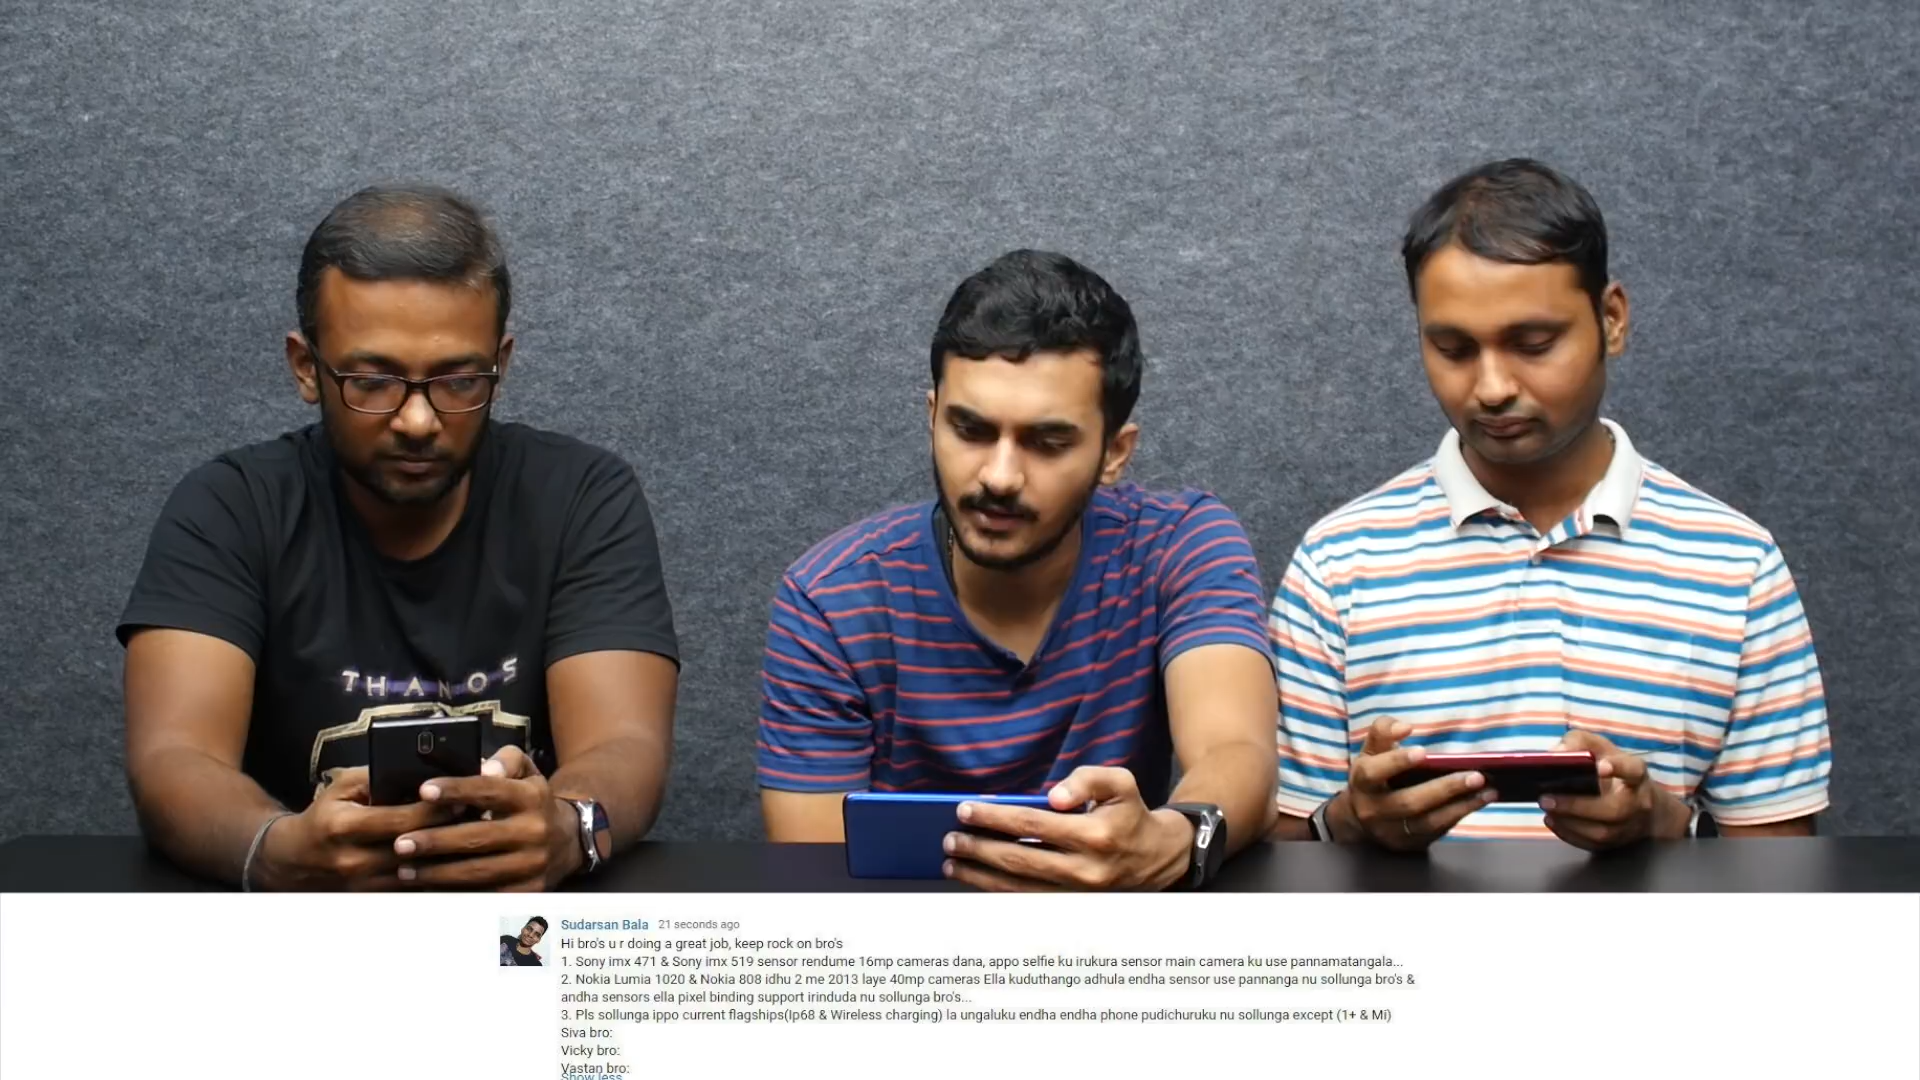 THANOS
Sudarsan Bala 21 seconds ago
Hi bro's u r doing a great job, keep rock on bro's
1. Sony imx 471 & Sony imx 519 sensor rendume 16mp cameras dana, appo selfie ku irukura sensor main camera ku use pannamatangala...
2. Nokia Lumia 1020 & Nokia 808 idhu 2 me 2013 laye 40mp cameras Ella kuduthango adhula endha sensor use pannanga nu sollunga bro's &
andha sensors ella pixel binding support irinduda nu sollunga bro's...
3. Pls sollunga ippo current flagships(Ip68 & Wireless charging) la ungaluku endha endha phone pudichuruku nu sollunga except (1+ & Mi)
Siva bro:
Vicky bro:
Vastan bro:
Show less